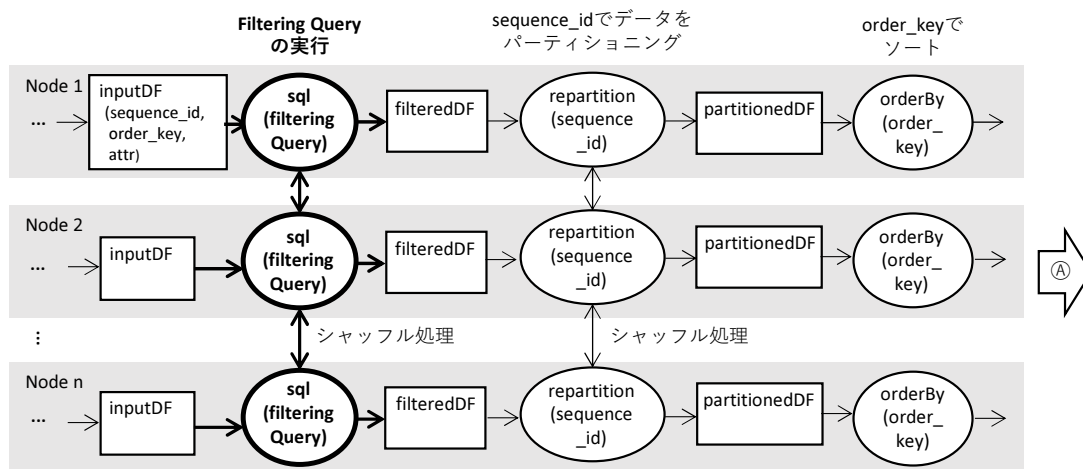 Filtering Query
の実行
sequence_idでデータを
パーティショニング
order_keyで
ソート
Node 1
...
inputDF
(sequence_id,
order_key,
attr)
sql
(filtering
Query)
filteredDF
repartition
(sequence
_id)
partitionedDF
orderBy
(order_
key)
Node 2
...
inputDF
sql
(filtering
Query)
filteredDF
repartition
(sequence
_id)
partitionedDF
orderBy
(order_
key)
Ⓐ
⋮
シャッフル処理
シャッフル処理
Node n
...
inputDF
sql
(filtering
Query)
filteredDF
repartition
(sequence
_id)
partitionedDF
orderBy
(order_
key)